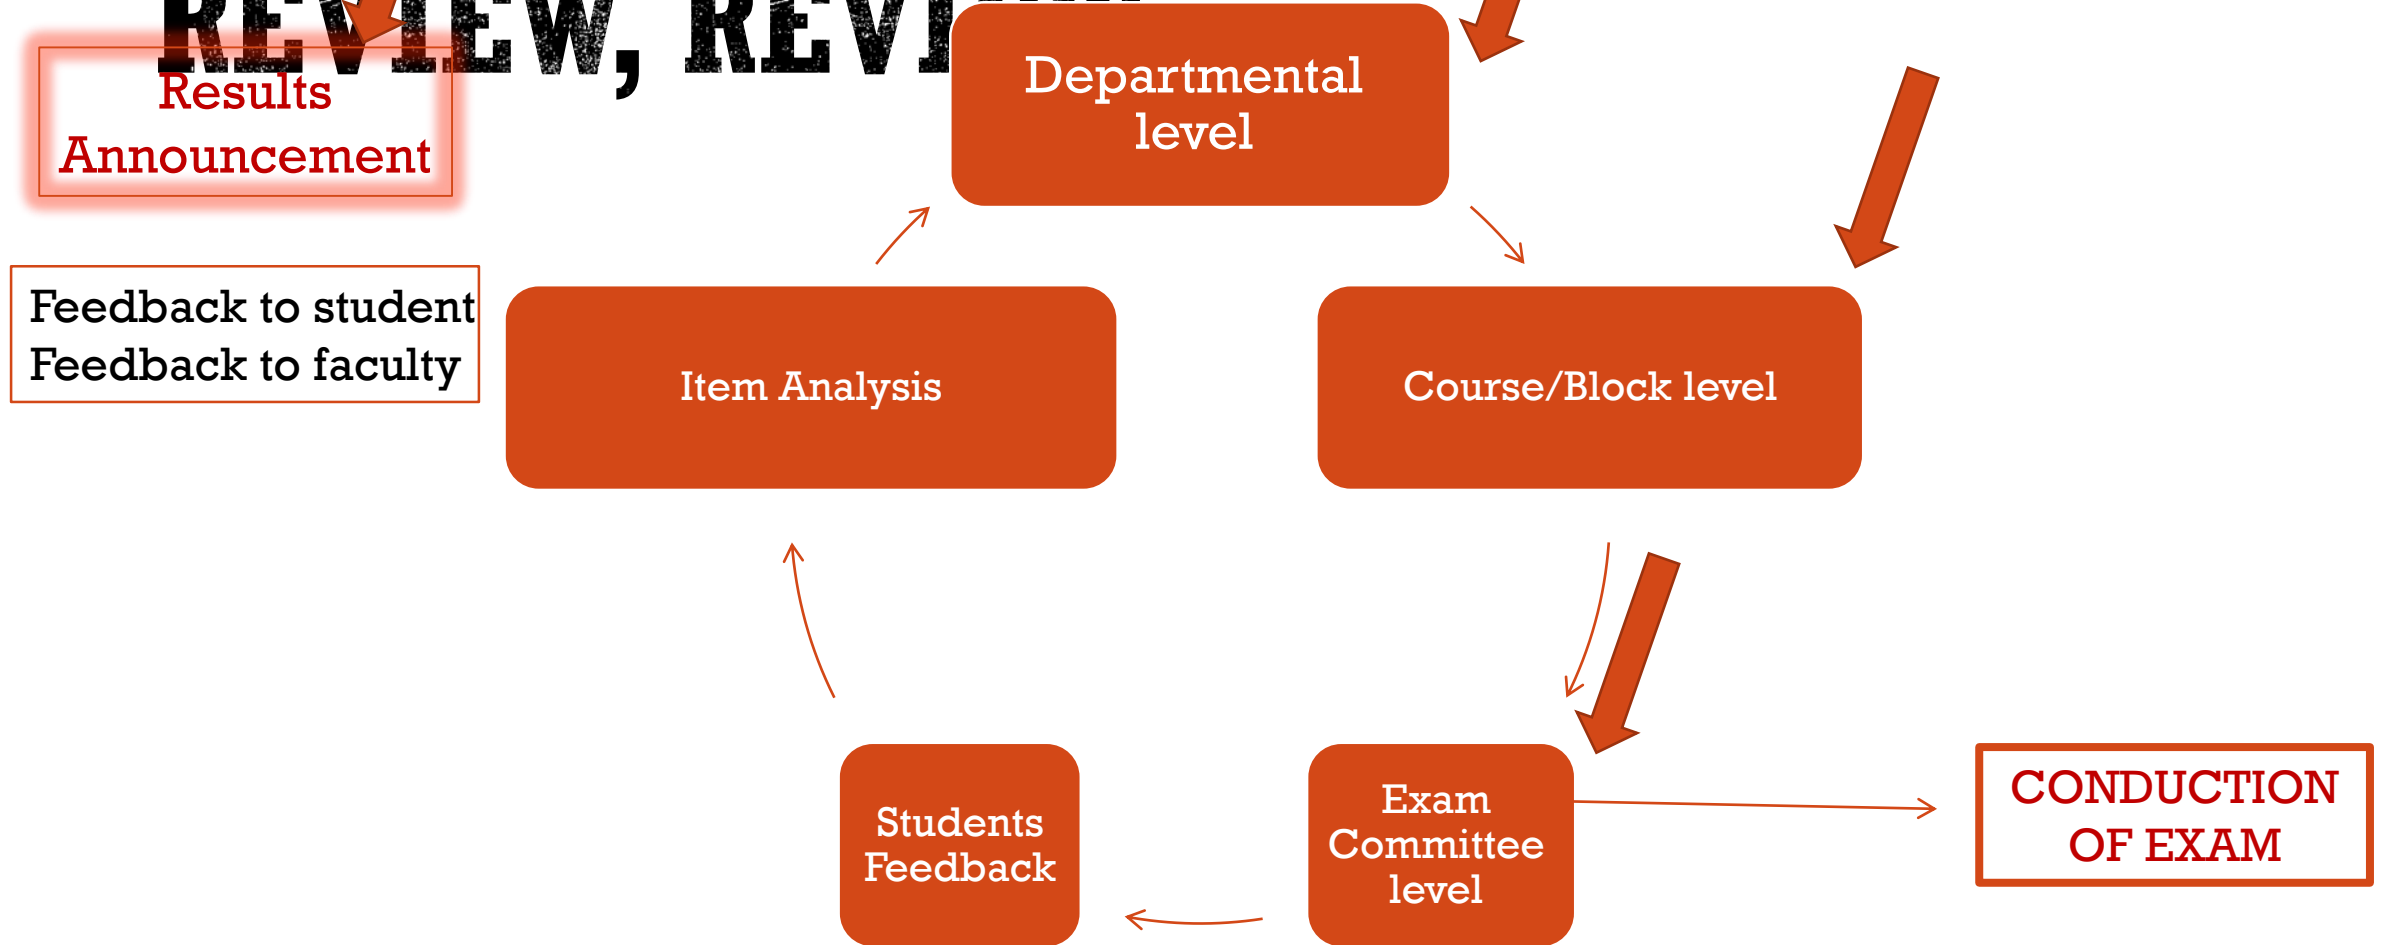 REVIEW,
Results
Announcement
Departmental
level
Feedback to student
Feedback to faculty
Item Analysis
Course/Block level
Students
Feedback
Exam
Committee
level
CONDUCTION
OF EXAM